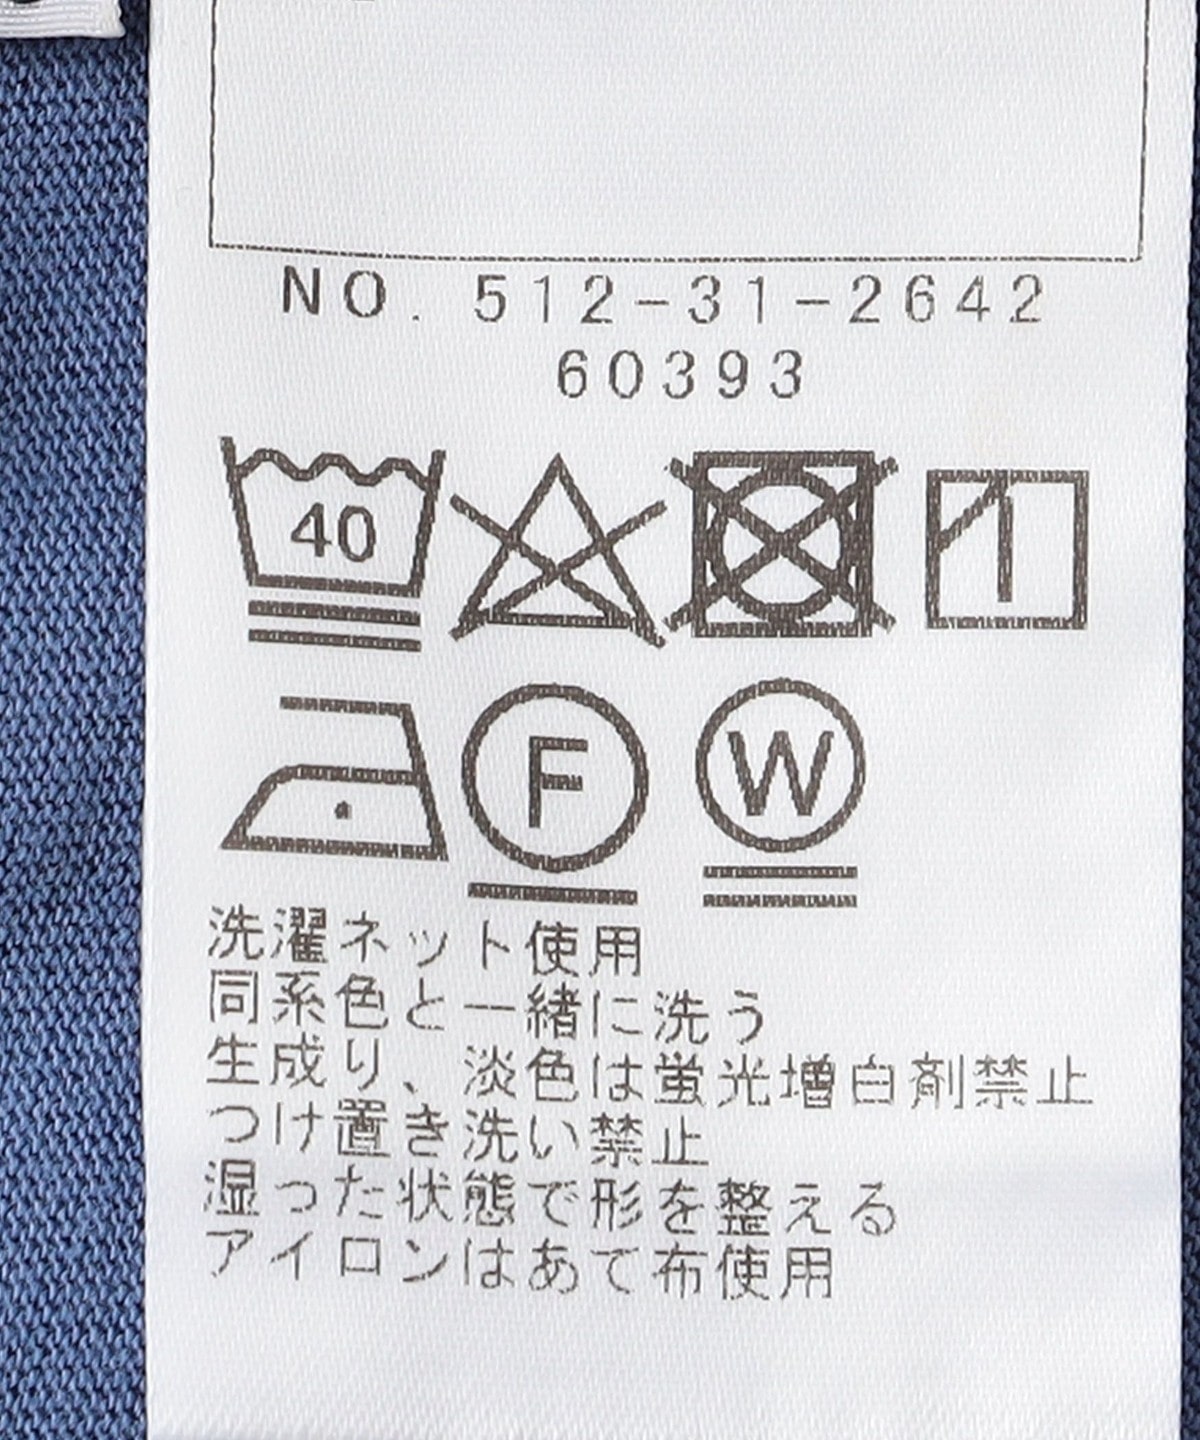 NO. 512-31-2642
60393
40
F
W
洗濯ネット使用
同系色と一緒に洗う
生成り、淡色は蛍光増白剤禁止
つけ置き洗い禁止
湿った状態で形を整える
アイロンはあて布使用